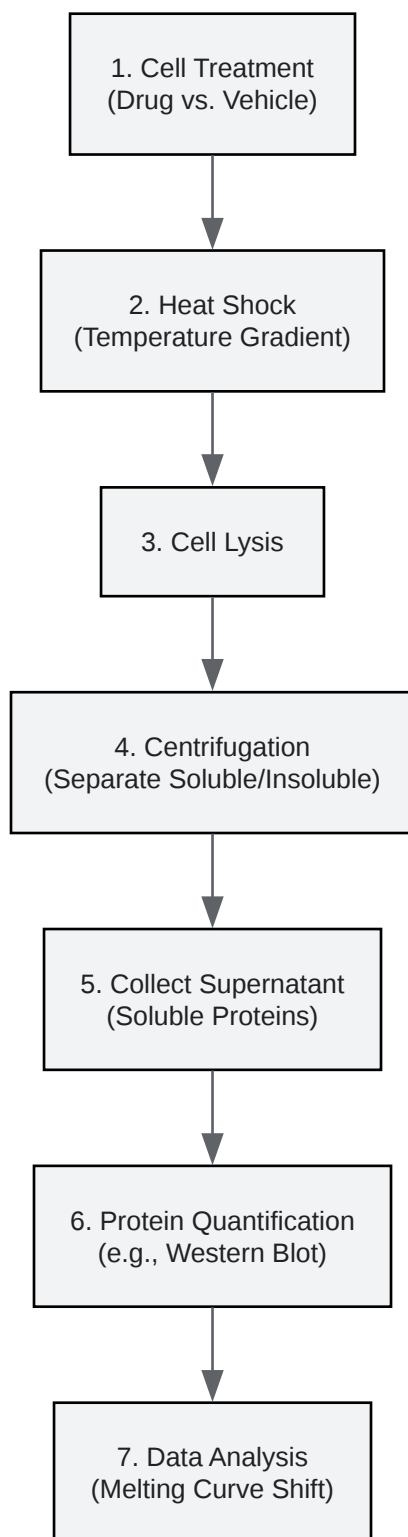 1. Cell Treatment
(Drug vs. Vehicle)
2. Heat Shock
(Temperature Gradient)
3. Cell Lysis
4. Centrifugation
(Separate Soluble/Insoluble)
5. Collect Supernatant
(Soluble Proteins)
6. Protein Quantification
(e.g., Western Blot)
7. Data Analysis
(Melting Curve Shift)